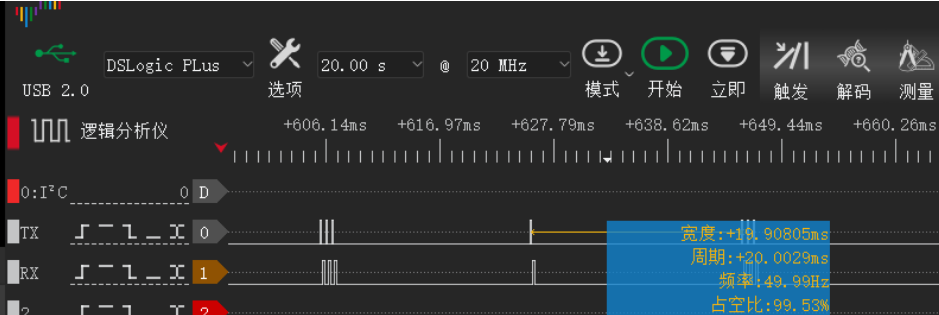 DSLogic PLus
20.00 s
@
20 MHz
USB 2.0
选项
模式
开始
立即
触发
解码
测量
逻辑分析仪
+606.14ms
+616.97ms
+627.79ms
+638.62ms
+649.44ms
+660.26ms
0:I²C
0
D
TX
0
宽度:+19.90805ms
周期:+20.0029ms
RX
1
频率:49.99Hz
占空比:99.53%
2
2